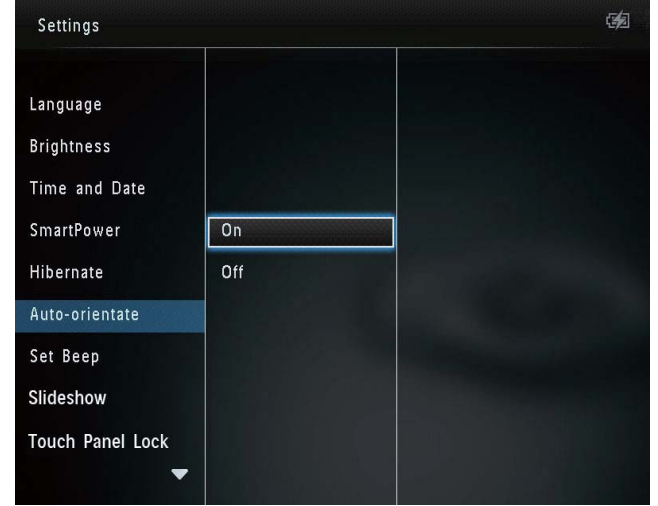 Settings
Language
Brightness
Time and Date
SmartPower
Hibernate
Auto-orientate
Set Beep
Slideshow
Touch Panel Lock
On
Off